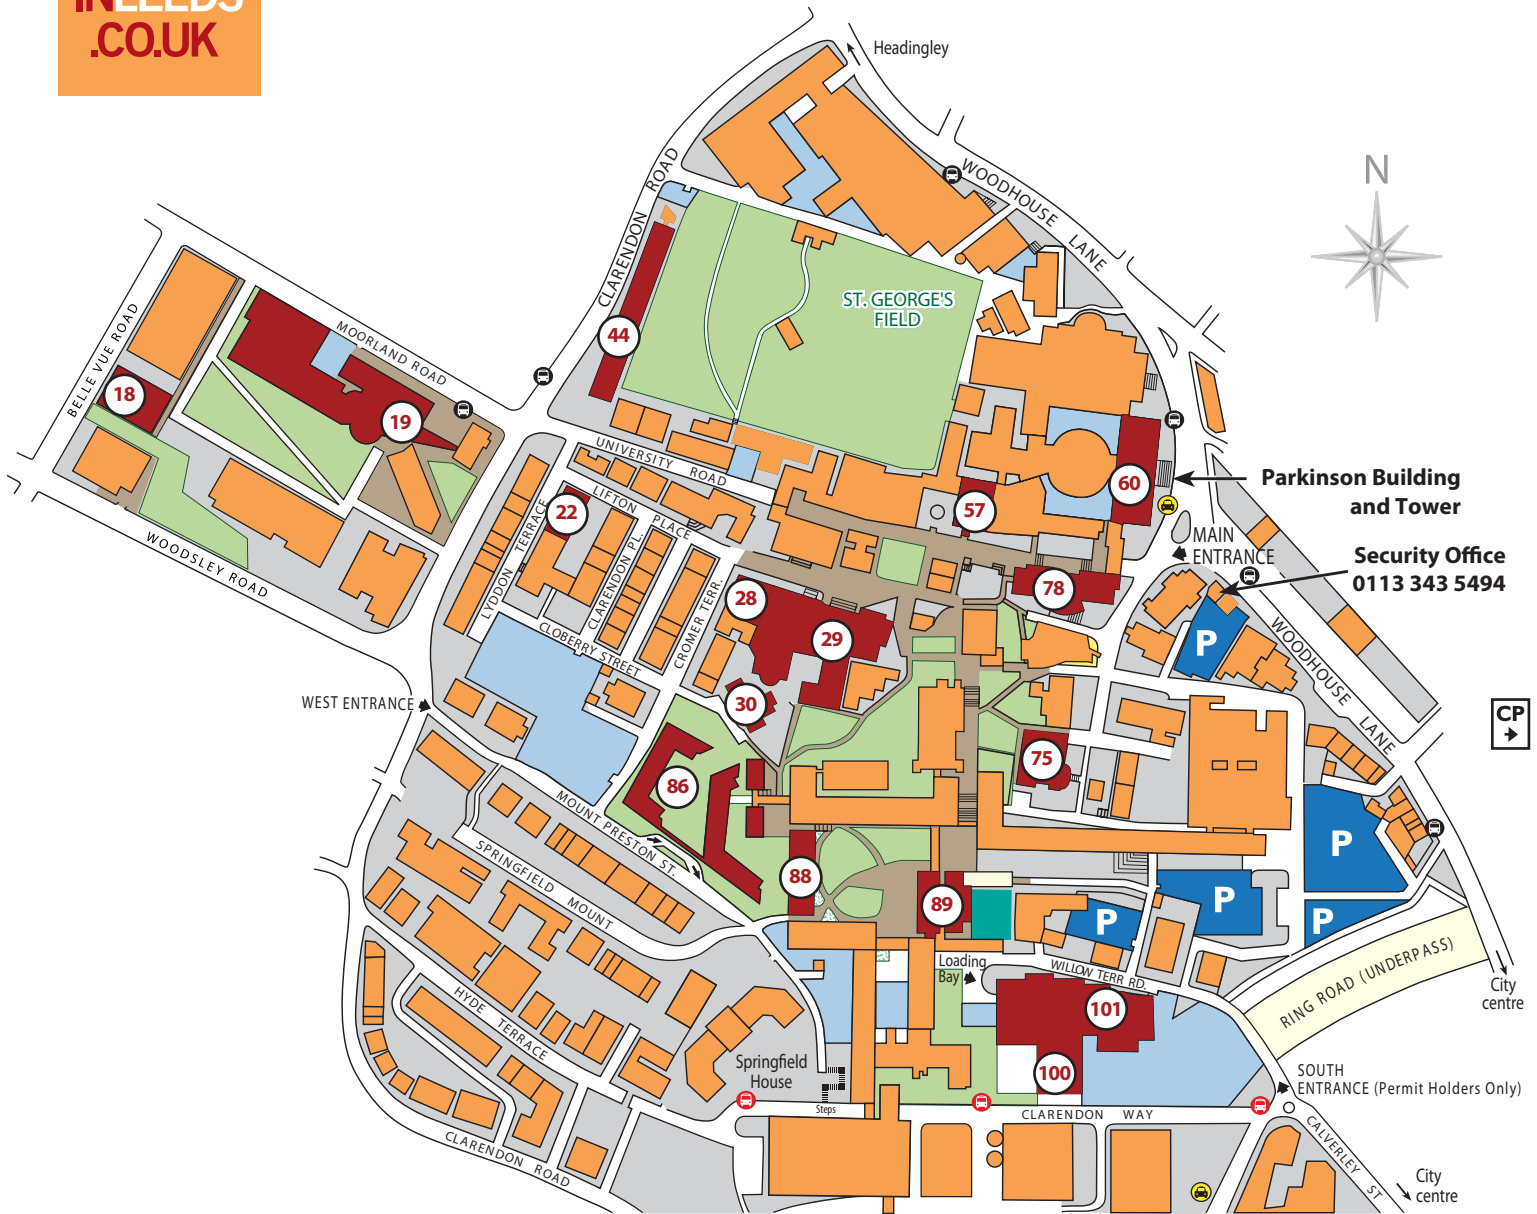 INLEEDS
.CO.UK
Headingley
WOODHOUSE LANE
N
CLARENDON ROAD
ST. GEORGE'S
FIELD
44
MOORLAND ROAD
BELLE VUE ROAD
18
19
UNIVERSITY ROAD
60
57
Parkinson Building
and Tower
LIFTON PLACE
22
LYDDON TERRACE
CLARENDON PL.
CROMER TERR.
CLOBERRY STREET
WOODSLEY ROAD
MAIN
ENTRANCE
Security Office
0113 343 5494
78
28
29
30
P
WOODHOUSE LANE
WEST ENTRANCE
CP
75
86
MOUNT PRESTON ST.
SPRINGFIELD MOUNT
88
89
P
P
P
P
Loading
Bay
WILLOW TERR RD.
RING ROAD (UNDERPASS)
City
centre
HYDE TERRACE
101
100
Springfield
House
Steps
SOUTH
ENTRANCE (Permit Holders Only)
CLARENDON WAY
CALVERLEY ST
CLARENDON ROAD
City
centre